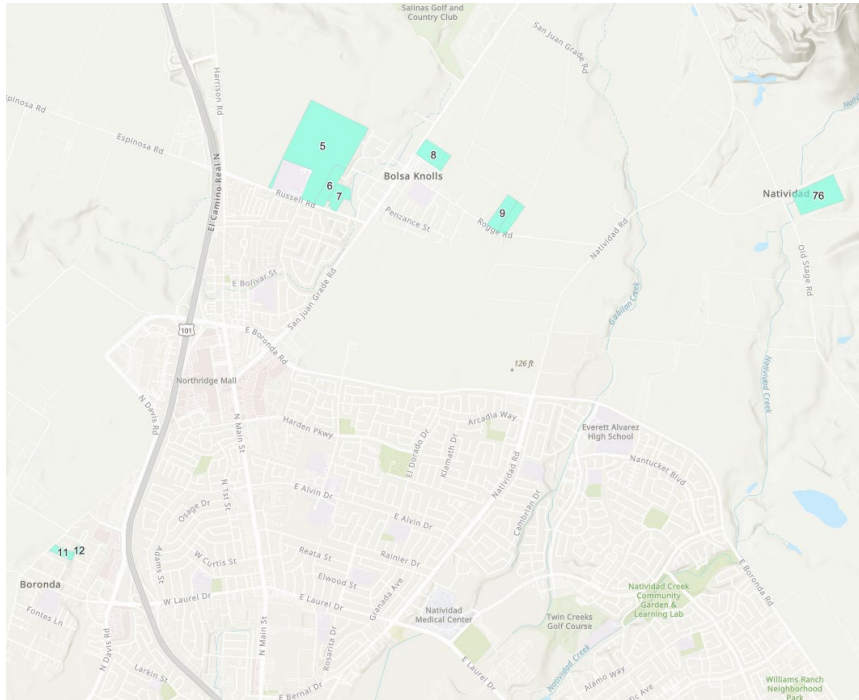 Salinas Golf and
Country Club
San Juan Grade Rd
Harrison Rd
Espinosa Rd
Espinosa Rd
El Camino Real N
5
6
7
8
Bolsa Knolls
Russell Rd
Penzance St
9
Rogge Rd
Natividad Rd
Natividad
76
Old Stage Rd
Gabilan Creek
E Bolivar St
San Juan Grade Rd
101
E Boronda Rd
Natividad Creek
126 ft
Northridge Mall
N Davis Rd
N Main St
Harden Pkwy
El Dorado Dr
Klamath Dr
Arcadia Way
Everett Alvarez
High School
Nantucket Blvd
Natividad Rd
N 1st St
Osage Dr
E Alvin Dr
E Alvin Dr
Cambrian Dr
11
12
Boronda
Adams St
W Curtis St
Reata St
Rainier Dr
Elwood St
Granada Ave
W Laurel Dr
E Laurel Dr
Natividad
Medical Center
Twin Creeks
Golf Course
Natividad Creek
Community
Garden &
Learning Lab
E Boronda Rd
Fontes Ln
N Davis Rd
N Main St
Rosarita Dr
Larkin St
E Bernal Dr
E Laurel Dr
Natividad Creek
Alamo Way
Williams Ranch
Neighborhood
Park